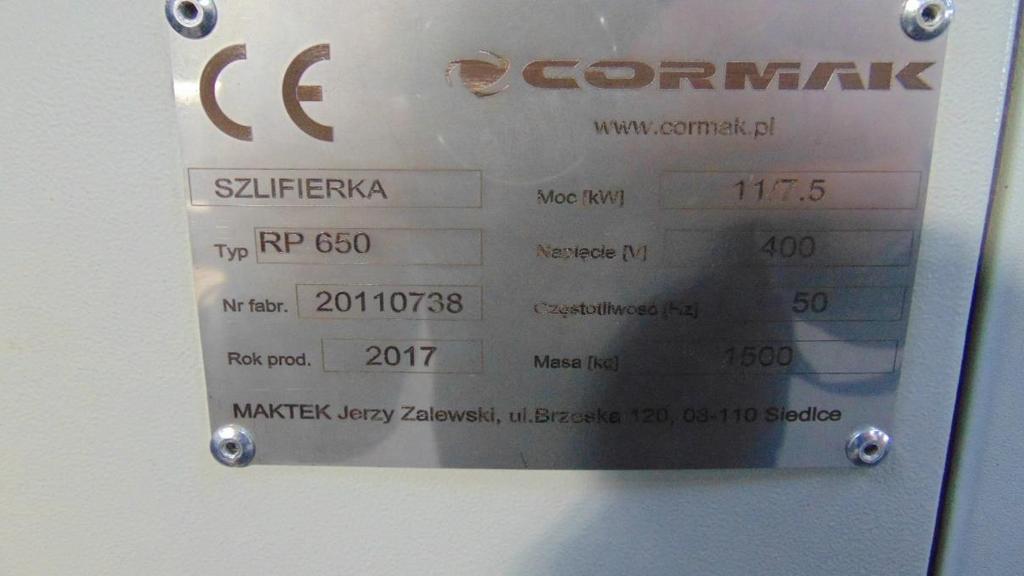 CE CORMAK
www.cormak.pl
SZLIFIERKA Moc [kW] 11/7.5
Typ RP 650 Napięcie [V] 400
Nr fabr. 20110738 Częstotliwość [Hz] 50
Rok prod. 2017 Masa [kg] 1500
MAKTEK Jerzy Zalewski, ul.Brzeska 120, 08-110 Siedlce